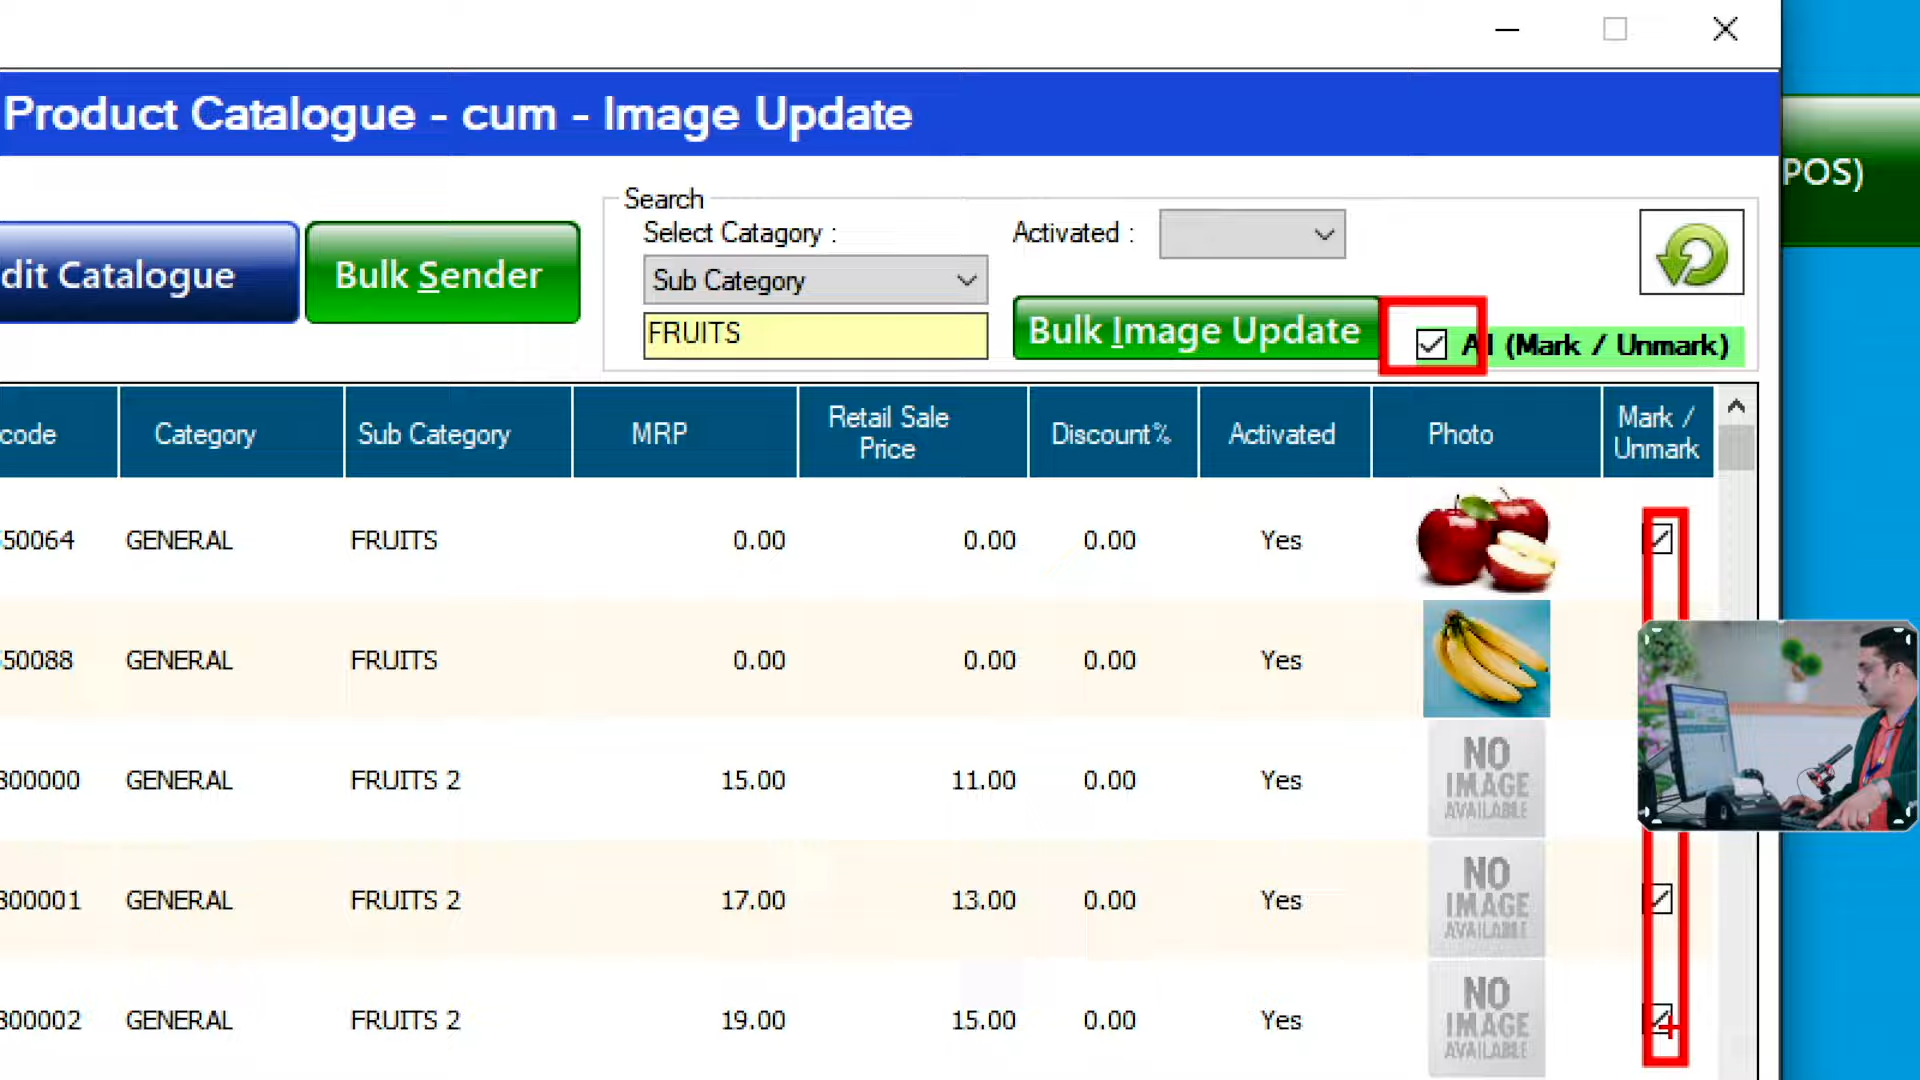 Product Catalogue - cum - Image Update
POS)
Search
Select Catagory :
Activated :
dit Catalogue
Bulk Sender
Sub Category
FRUITS
Bulk Image Update
All (Mark / Unmark)
code Category Sub Category MRP Retail Sale Price Discount% Activated Photo Mark / Unmark
50064 GENERAL FRUITS 0.00 0.00 0.00 Yes
50088 GENERAL FRUITS 0.00 0.00 0.00 Yes
300000 GENERAL FRUITS 2 15.00 11.00 0.00 Yes
NO
IMAGE
AVAILABLE
300001 GENERAL FRUITS 2 17.00 13.00 0.00 Yes
NO
IMAGE
AVAILABLE
300002 GENERAL FRUITS 2 19.00 15.00 0.00 Yes
NO
IMAGE
AVAILABLE